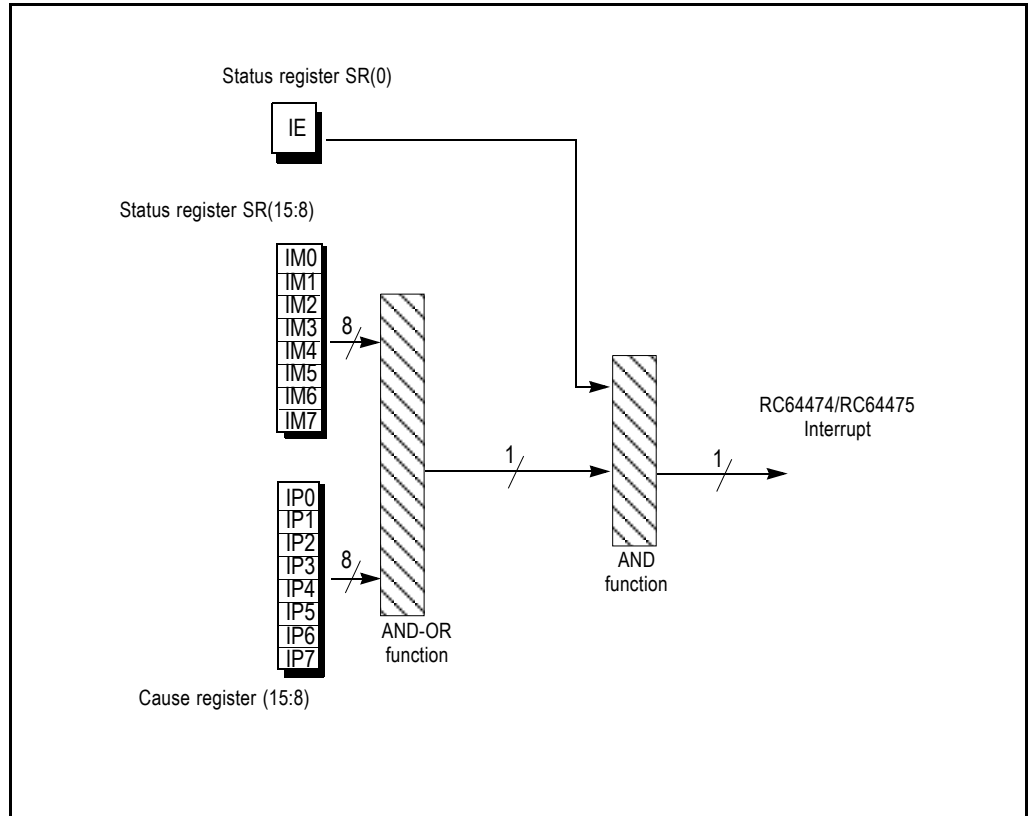 Status register SR(0)
IE
Status register SR(15:8)
IM0
IM1
IM2
IM3
IM4
IM5
IM6
IM7
8
IP0
IP1
IP2
IP3
IP4
IP5
IP6
IP7
8
Cause register (15:8)
AND-OR
function
1
AND
function
1
RC64474/RC64475
Interrupt